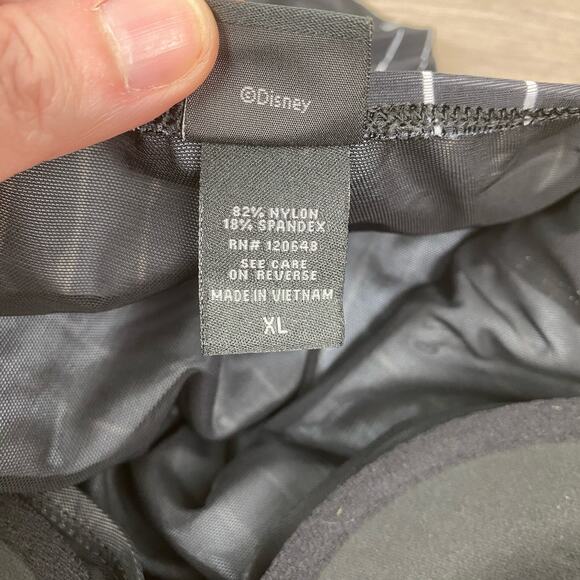 ©Disney
82% NYLON
18% SPANDEX
RN# 120648
SEE CARE
ON REVERSE
MADE IN VIETNAM
XL